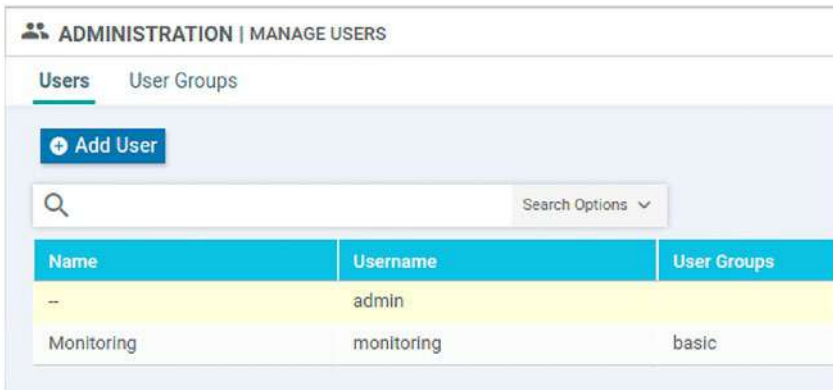 ADMINISTRATION | MANAGE USERS
Users User Groups
Add User
Search Options
Name Username User Groups
-- admin
Monitoring monitoring basic